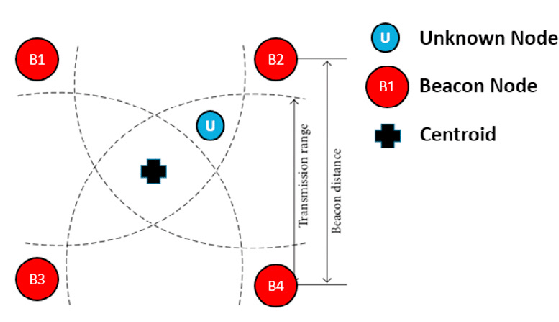 B1
B2
U
Unknown Node
B1
Beacon Node
U
Centroid
Transmission range
Beacon distance
B3
B4